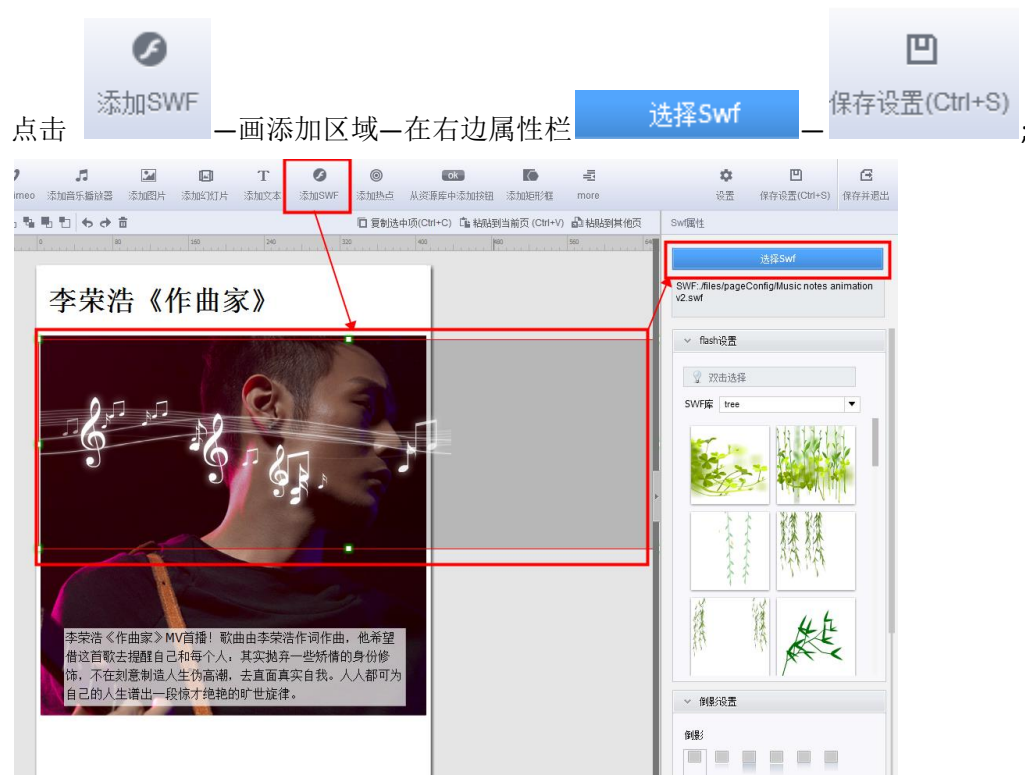 添加SWF
保存设置(Ctrl+S)
点击 —画添加区域—在右边属性栏 选择Swf — ;
imeo 添加音乐播放器 添加图片 添加幻灯片 添加文本 添加SWF 添加热点 从资源库中添加按钮 添加矩形框 more 设置 保存设置(Ctrl+S) 保存并退出
ok
复制选中项(Ctrl+C) 粘贴到当前页 (Ctrl+V) 粘贴到其他页 Swf属性
0 80 160 240 320 400 480 560 640
选择Swf
SWF:./files/pageConfig/Music notes animation
v2.swf
李荣浩《作曲家》
flash设置
双击选择
SWF库 tree
李荣浩《作曲家》MV首播！歌曲由李荣浩作词作曲，他希望
借这首歌去提醒自己和每个人：其实抛弃一些矫情的身份修
饰，不在刻意制造人生伪高潮，去直面真实自我。人人都可为
自己的人生谱出一段惊才绝艳的旷世旋律。
倒影设置
倒影